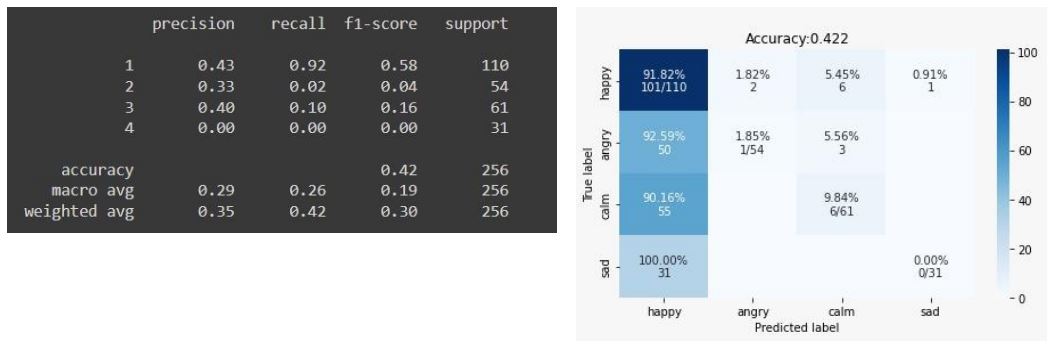 precision recall f1-score support
1 0.43 0.92 0.58 110
2 0.33 0.02 0.04 54
3 0.40 0.10 0.16 61
4 0.00 0.00 0.00 31
accuracy 0.42 256
macro avg 0.29 0.26 0.19 256
weighted avg 0.35 0.42 0.30 256
Accuracy:0.422
True label
happy
91.82% 1.82% 5.45% 0.91%
101/110 2 6 1
angry
92.59% 1.85% 5.56%
50 1/54 3
calm
90.16% 9.84%
55 6/61
sad
100.00% 0.00%
31 0/31
happy angry calm sad
Predicted label
100
80
60
40
20
0